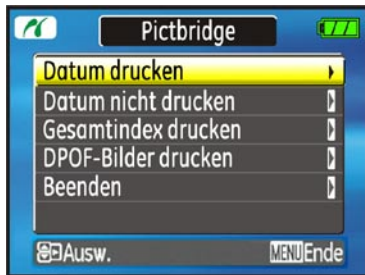 Pictbridge
Datum drucken
Datum nicht drucken
Gesamtindex drucken
DPOF-Bilder drucken
Beenden
Ausw. MENU Ende